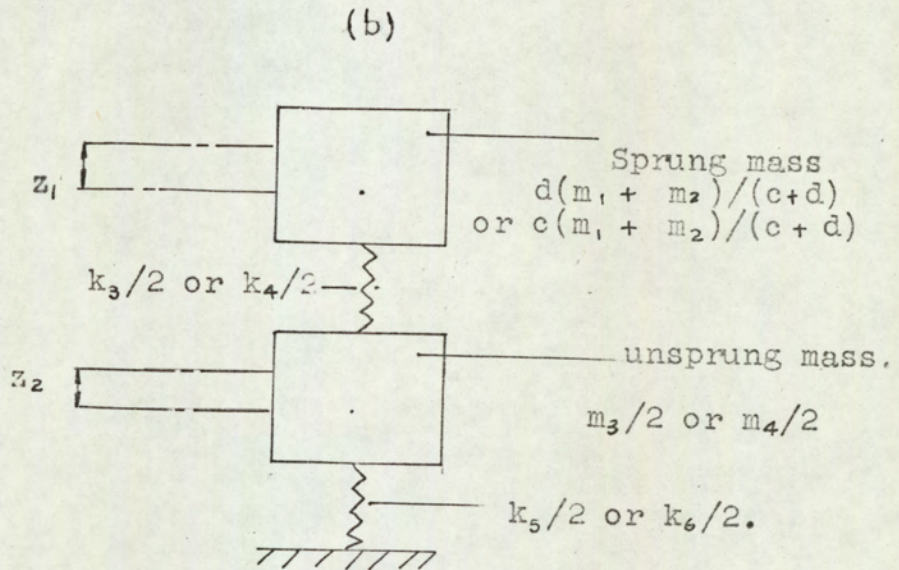 (b)
Sprung mass
d(m₁ + m₂)/(c+d)
or c(m₁ + m₂)/(c + d)
z₁
k₃/2 or k₄/2
unsprung mass.
z₂
m₃/2 or m₄/2
k₅/2 or k₆/2.